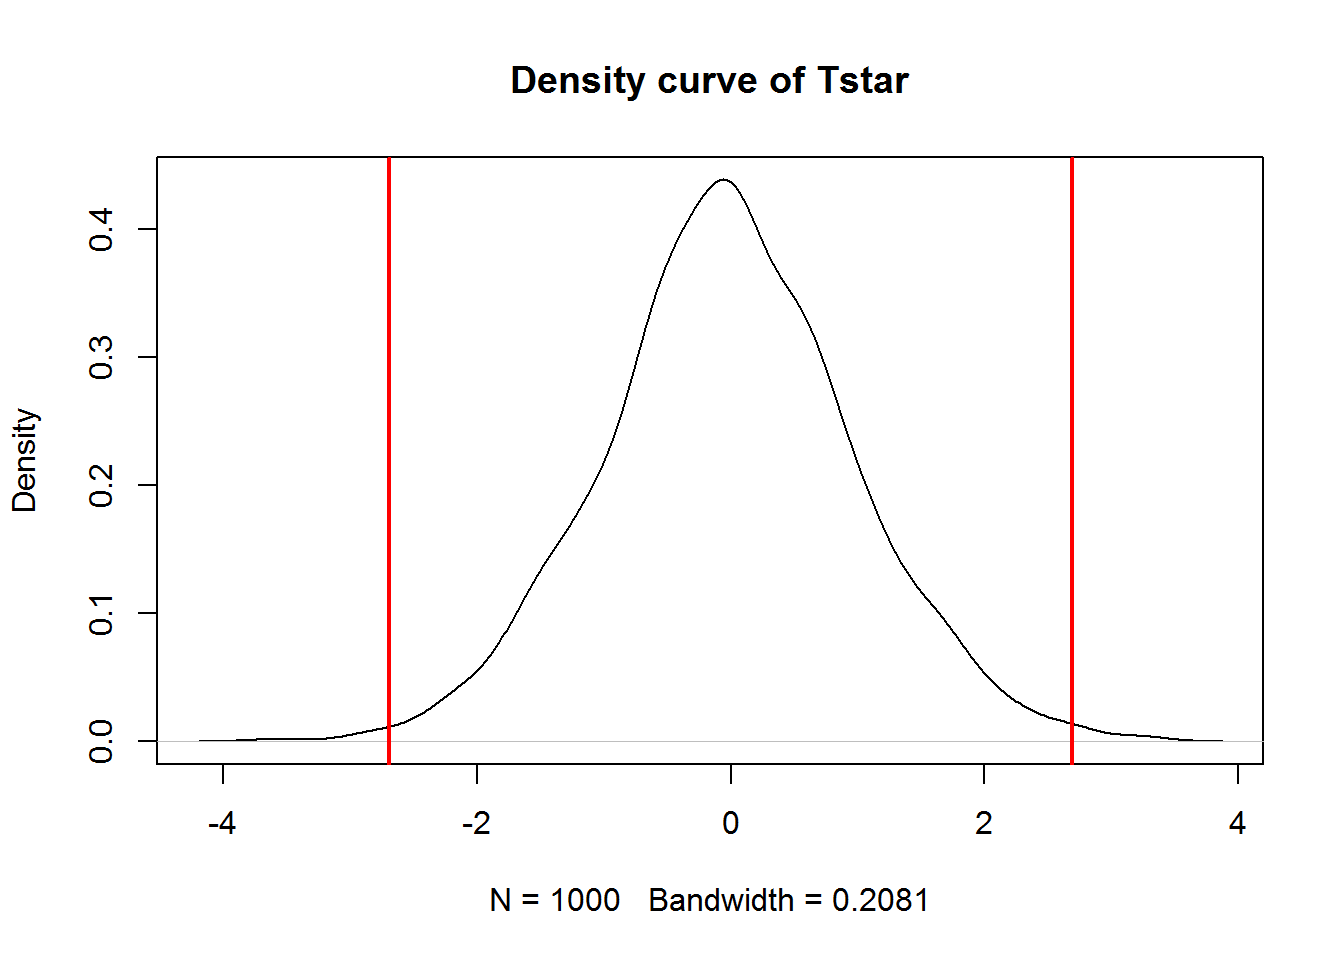 Density curve of Tstar
Density
0.4
0.3
0.2
0.1
0.0
-4 -2 0 2 4
N = 1000 Bandwidth = 0.2081